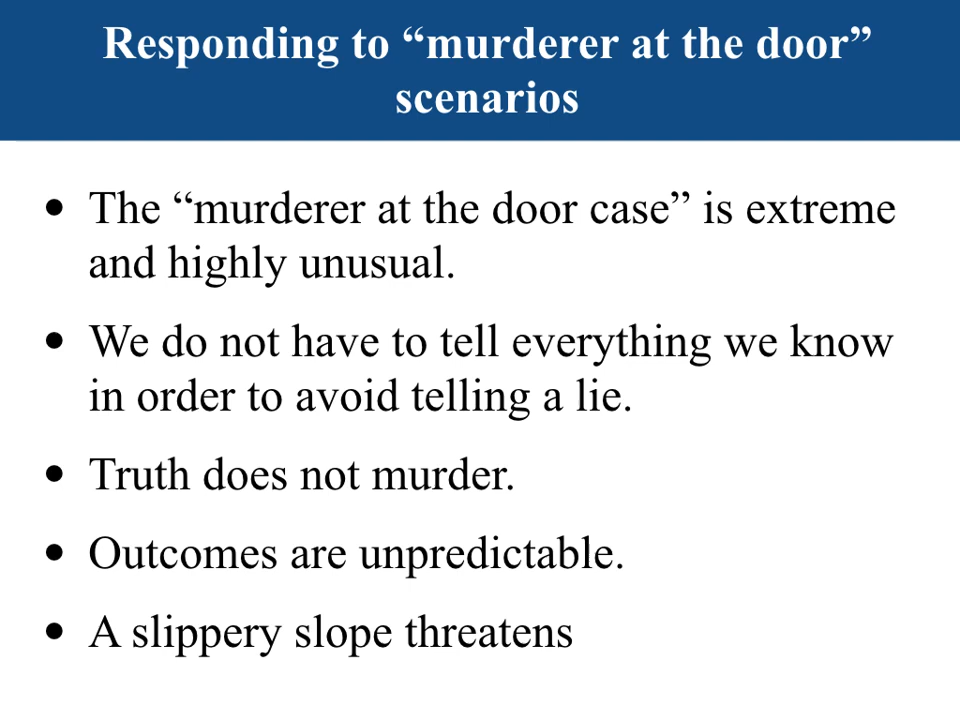 Responding to “murderer at the door”
scenarios
• The “murderer at the door case” is extreme
and highly unusual.
• We do not have to tell everything we know
in order to avoid telling a lie.
• Truth does not murder.
• Outcomes are unpredictable.
• A slippery slope threatens